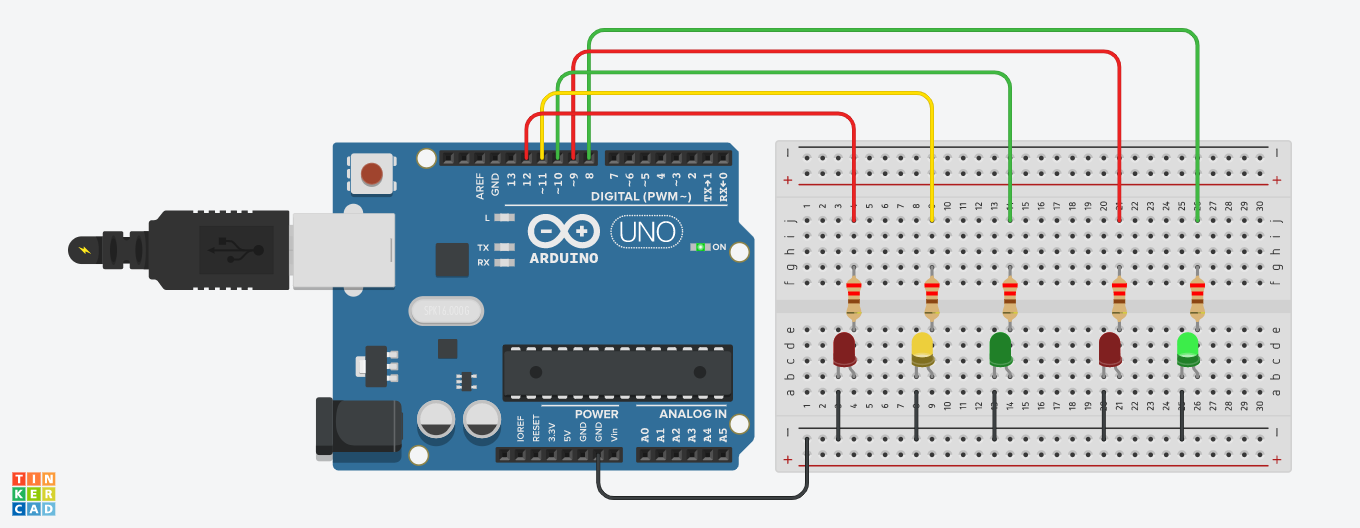 AREF
GND
13
12
~11
~10
~9
8
7
~6
~5
4
~3
2
TX→1
RX←0
DIGITAL (PWM~)
L
TX
RX
ARDUINO
UNO
ON
IOREF
RESET
3.3V
5V
GND
GND
Vin
POWER
ANALOG IN
A0
A1
A2
A3
A4
A5
1 2 3 4 5 6 7 8 9 10 11 12 13 14 15 16 17 18 19 20 21 22 23 24 25 26 27 28 29 30
j j
i i
h h
g g
f f
e e
d d
c c
b b
a a
1 2 3 4 5 6 7 8 9 10 11 12 13 14 15 16 17 18 19 20 21 22 23 24 25 26 27 28 29 30
TIN
KER
CAD